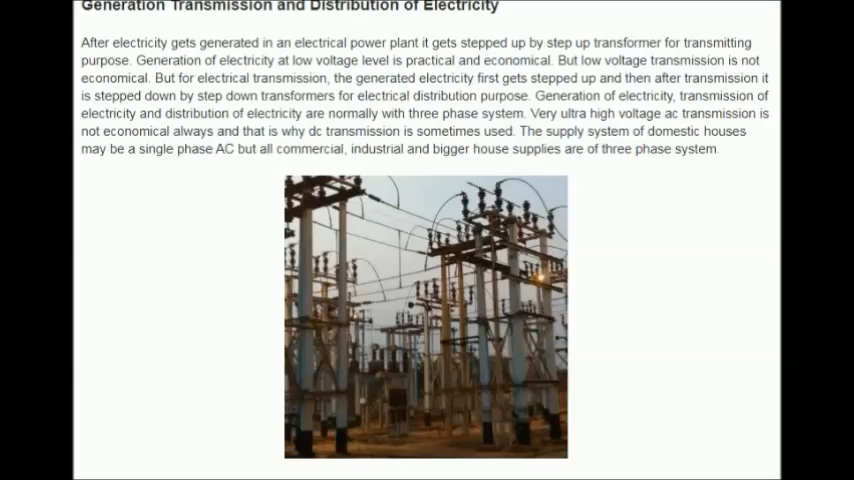 Generation Transmission and Distribution of Electricity
After electricity gets generated in an electrical power plant it gets stepped up by step up transformer for transmitting
purpose. Generation of electricity at low voltage level is practical and economical. But low voltage transmission is not
economical. But for electrical transmission, the generated electricity first gets stepped up and then after transmission it
is stepped down by step down transformers for electrical distribution purpose. Generation of electricity, transmission of
electricity and distribution of electricity are normally with three phase system. Very ultra high voltage ac transmission is
not economical always and that is why dc transmission is sometimes used. The supply system of domestic houses
may be a single phase AC but all commercial, industrial and bigger house supplies are of three phase system.